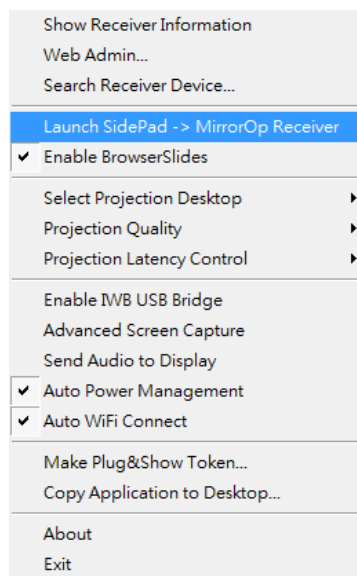 Show Receiver Information
Web Admin...
Search Receiver Device...
Launch SidePad -> MirrorOp Receiver
Enable BrowserSlides
Select Projection Desktop
Projection Quality
Projection Latency Control
Enable IWB USB Bridge
Advanced Screen Capture
Send Audio to Display
Auto Power Management
Auto WiFi Connect
Make Plug&Show Token...
Copy Application to Desktop...
About
Exit